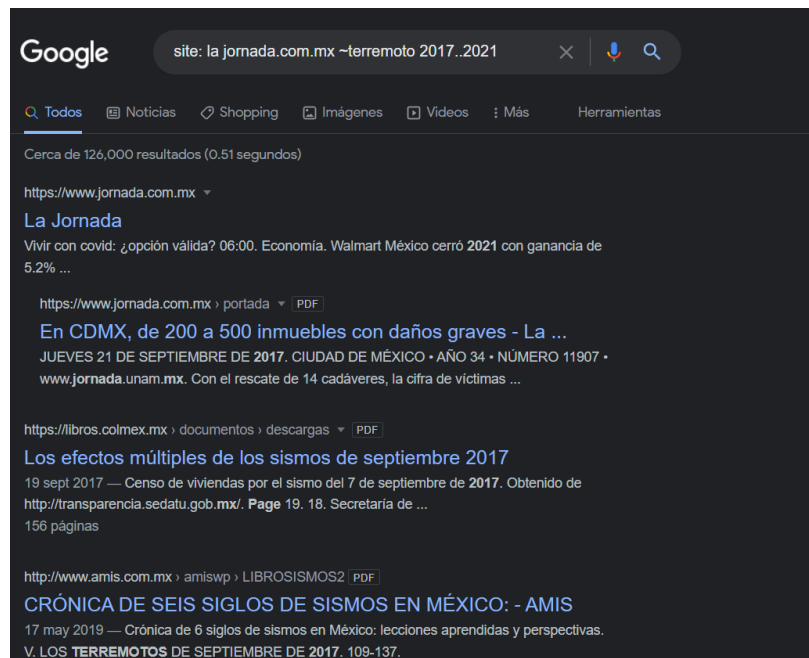 Google
site: la jornada.com.mx ~terremoto 2017..2021
Todos Noticias Shopping Imágenes Videos Más Herramientas
Cerca de 126,000 resultados (0.51 segundos)
https://www.jornada.com.mx
La Jornada
Vivir con covid: ¿opción válida? 06:00. Economía. Walmart México cerró 2021 con ganancia de
5.2% ...
https://www.jornada.com.mx › portada PDF
En CDMX, de 200 a 500 inmuebles con daños graves - La ...
JUEVES 21 DE SEPTIEMBRE DE 2017. CIUDAD DE MÉXICO • AÑO 34 • NÚMERO 11907 •
www.jornada.unam.mx. Con el rescate de 14 cadáveres, la cifra de víctimas ...
https://libros.colmex.mx › documentos › descargas PDF
Los efectos múltiples de los sismos de septiembre 2017
19 sept 2017 — Censo de viviendas por el sismo del 7 de septiembre de 2017. Obtenido de
http://transparencia.sedatu.gob.mx/. Page 19. 18. Secretaría de ...
156 páginas
http://www.amis.com.mx › amiswp › LIBROSISMOS2 PDF
CRÓNICA DE SEIS SIGLOS DE SISMOS EN MÉXICO: - AMIS
17 may 2019 — Crónica de 6 siglos de sismos en México: lecciones aprendidas y perspectivas.
V. LOS TERREMOTOS DE SEPTIEMBRE DE 2017. 109-137.